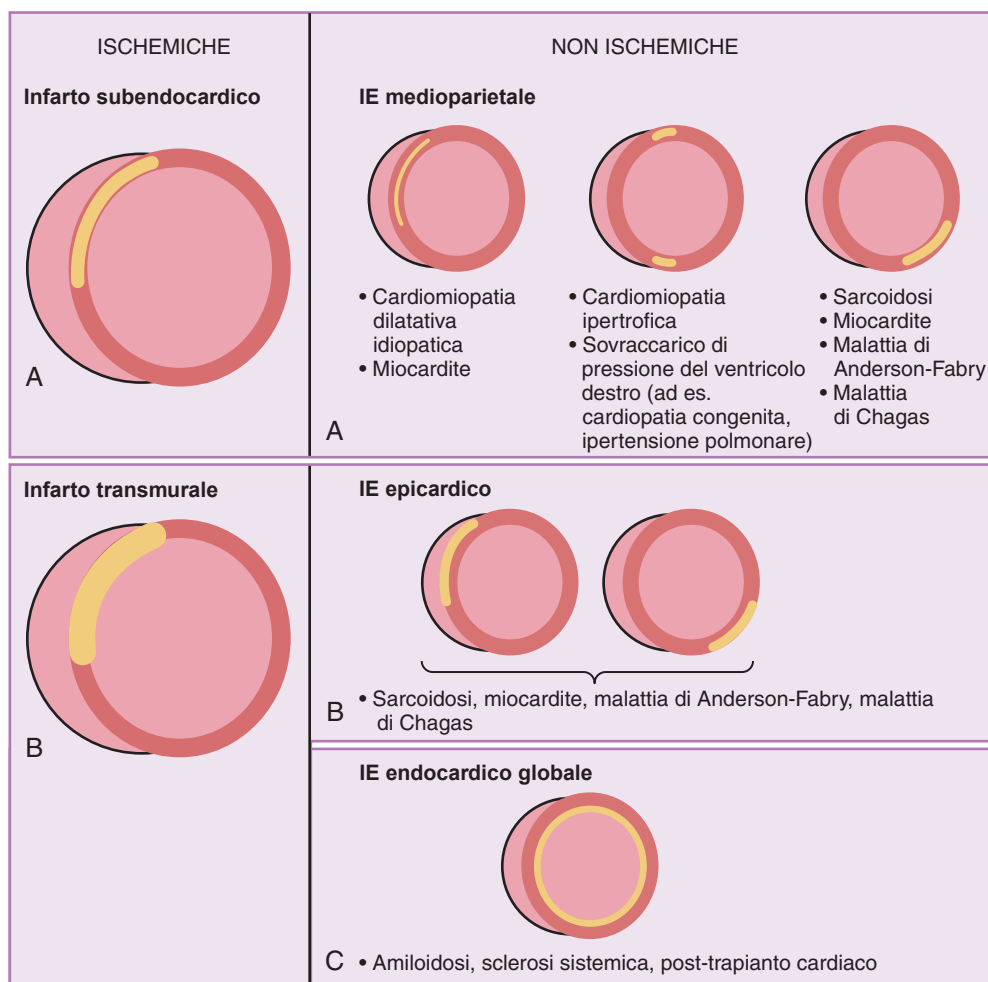 ISCHEMICHE
Infarto subendocardico
A
NON ISCHEMICHE
IE medioparietale
• Cardiomiopatia
dilatativa
idiopatica
• Miocardite
• Cardiomiopatia
ipertrofica
• Sovraccarico di
pressione del ventricolo
destro (ad es.
cardiopatia congenita,
ipertensione polmonare)
• Sarcoidosi
• Miocardite
• Malattia di
Anderson-Fabry
• Malattia
di Chagas
A
Infarto transmurale
B
IE epicardico
B • Sarcoidosi, miocardite, malattia di Anderson-Fabry, malattia
di Chagas
IE endocardico globale
C • Amiloidosi, sclerosi sistemica, post-trapianto cardiaco